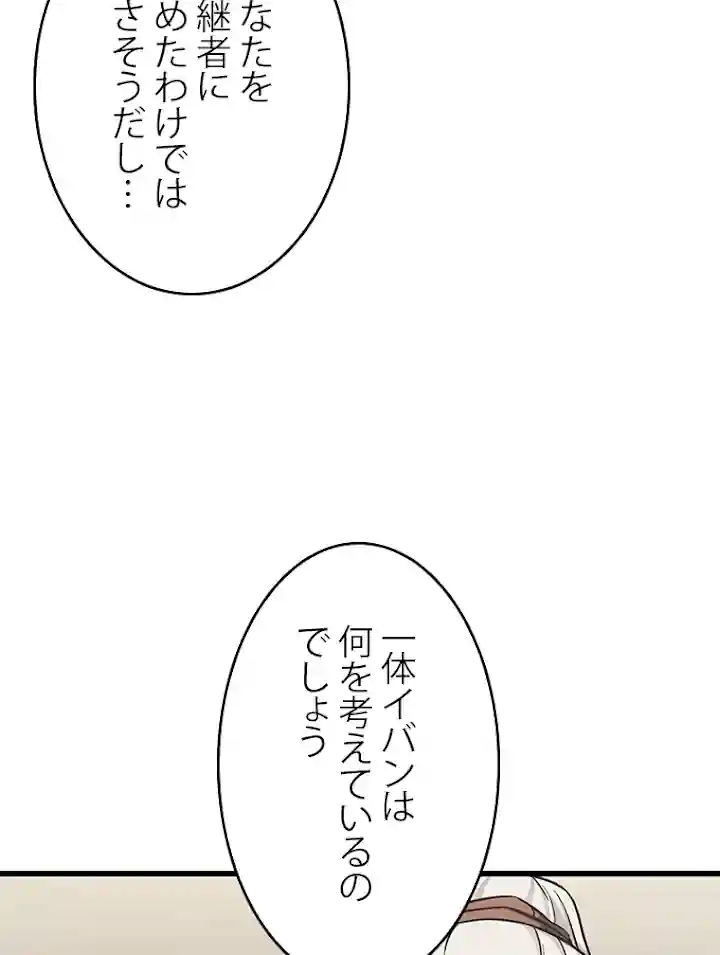 なたを
継者に
めたわけでは
さそうだし…
一体イバンは
何を考えているの
でしょう